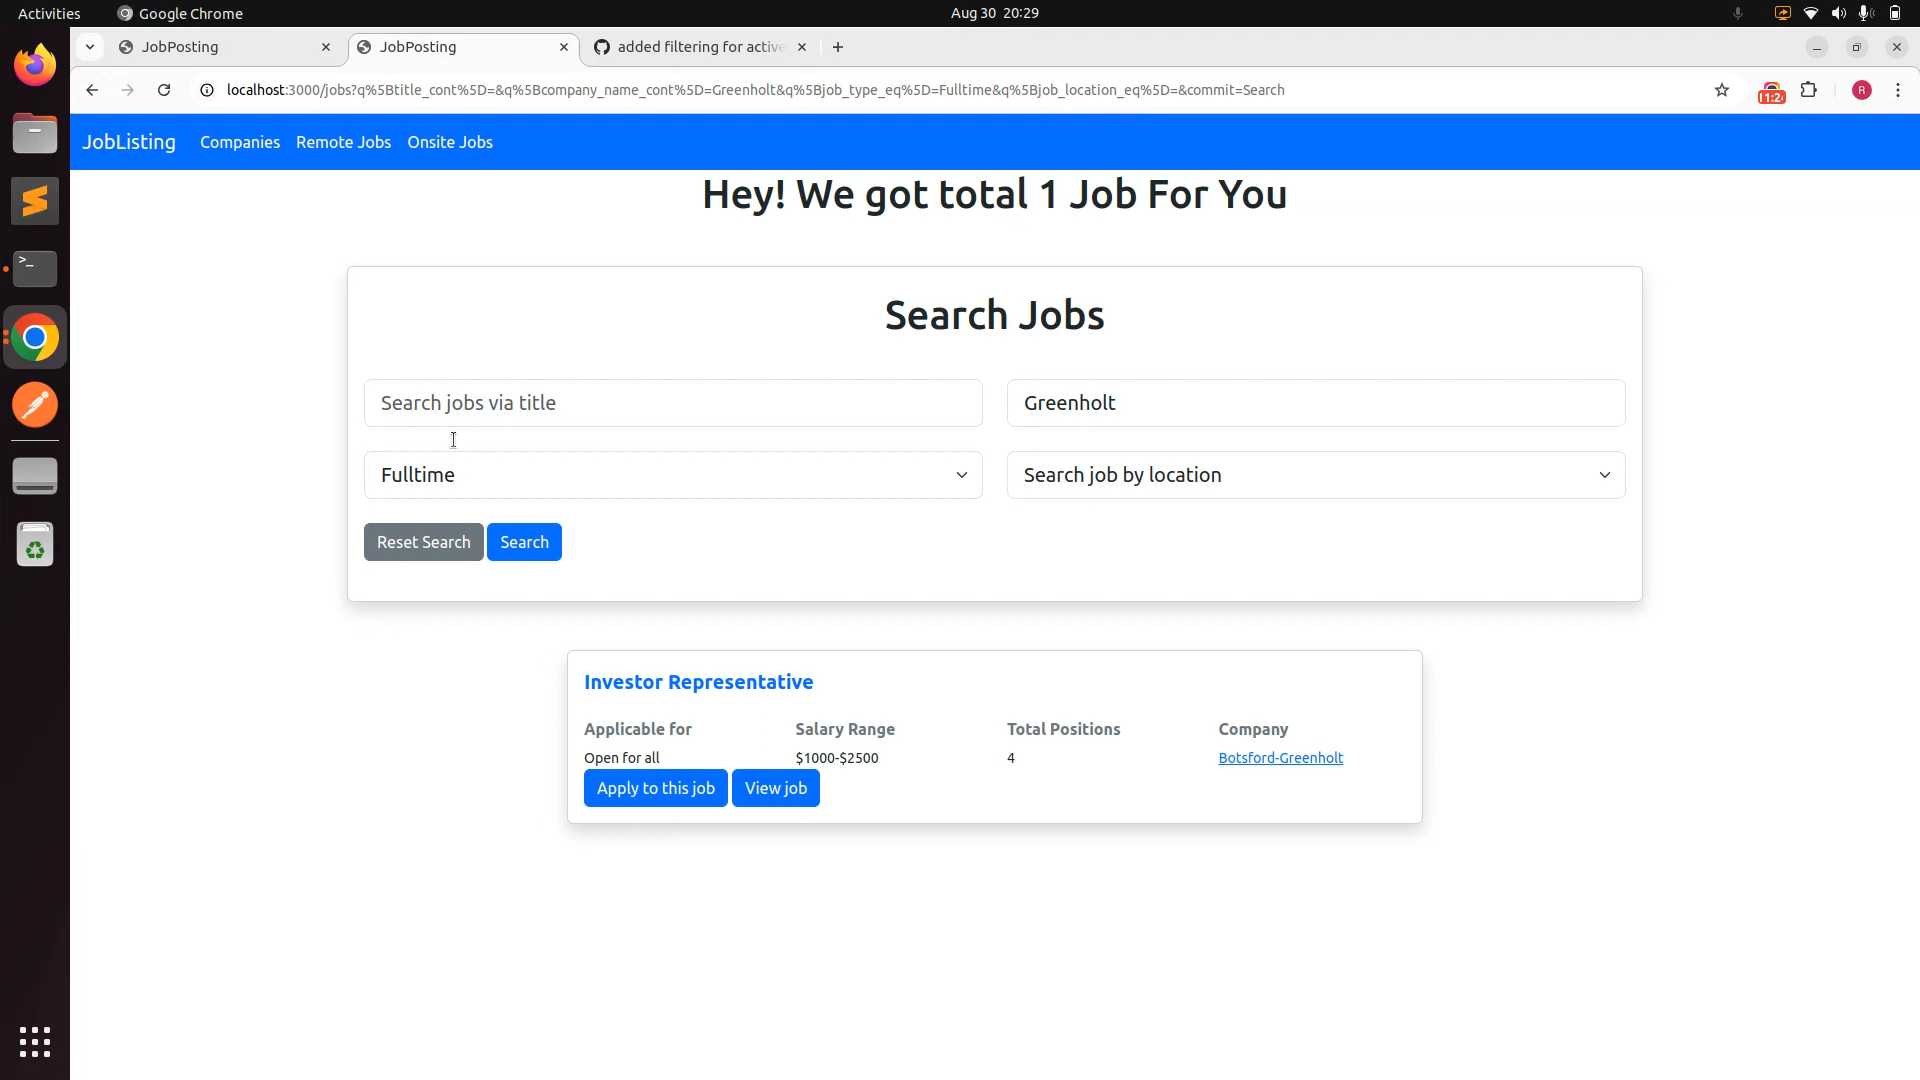 Activities
Google Chrome
Aug 30 20:29
JobPosting
JobPosting
added filtering for active
localhost:3000/jobs?q%5Btitle_cont%5D=&q%5Bcompany_name_cont%5D=Greenholt&q%5Bjob_type_eq%5D=Fulltime&q%5Bjob_location_eq%5D=&commit=Search
R
JobListing
Companies
Remote Jobs
Onsite Jobs
Hey! We got total 1 Job For You
Search Jobs
Search jobs via title
Greenholt
Fulltime
Search job by location
Reset Search
Search
Investor Representative
Applicable for
Salary Range
Total Positions
Company
Open for all
$1000-$2500
4
Botsford-Greenholt
Apply to this job
View job